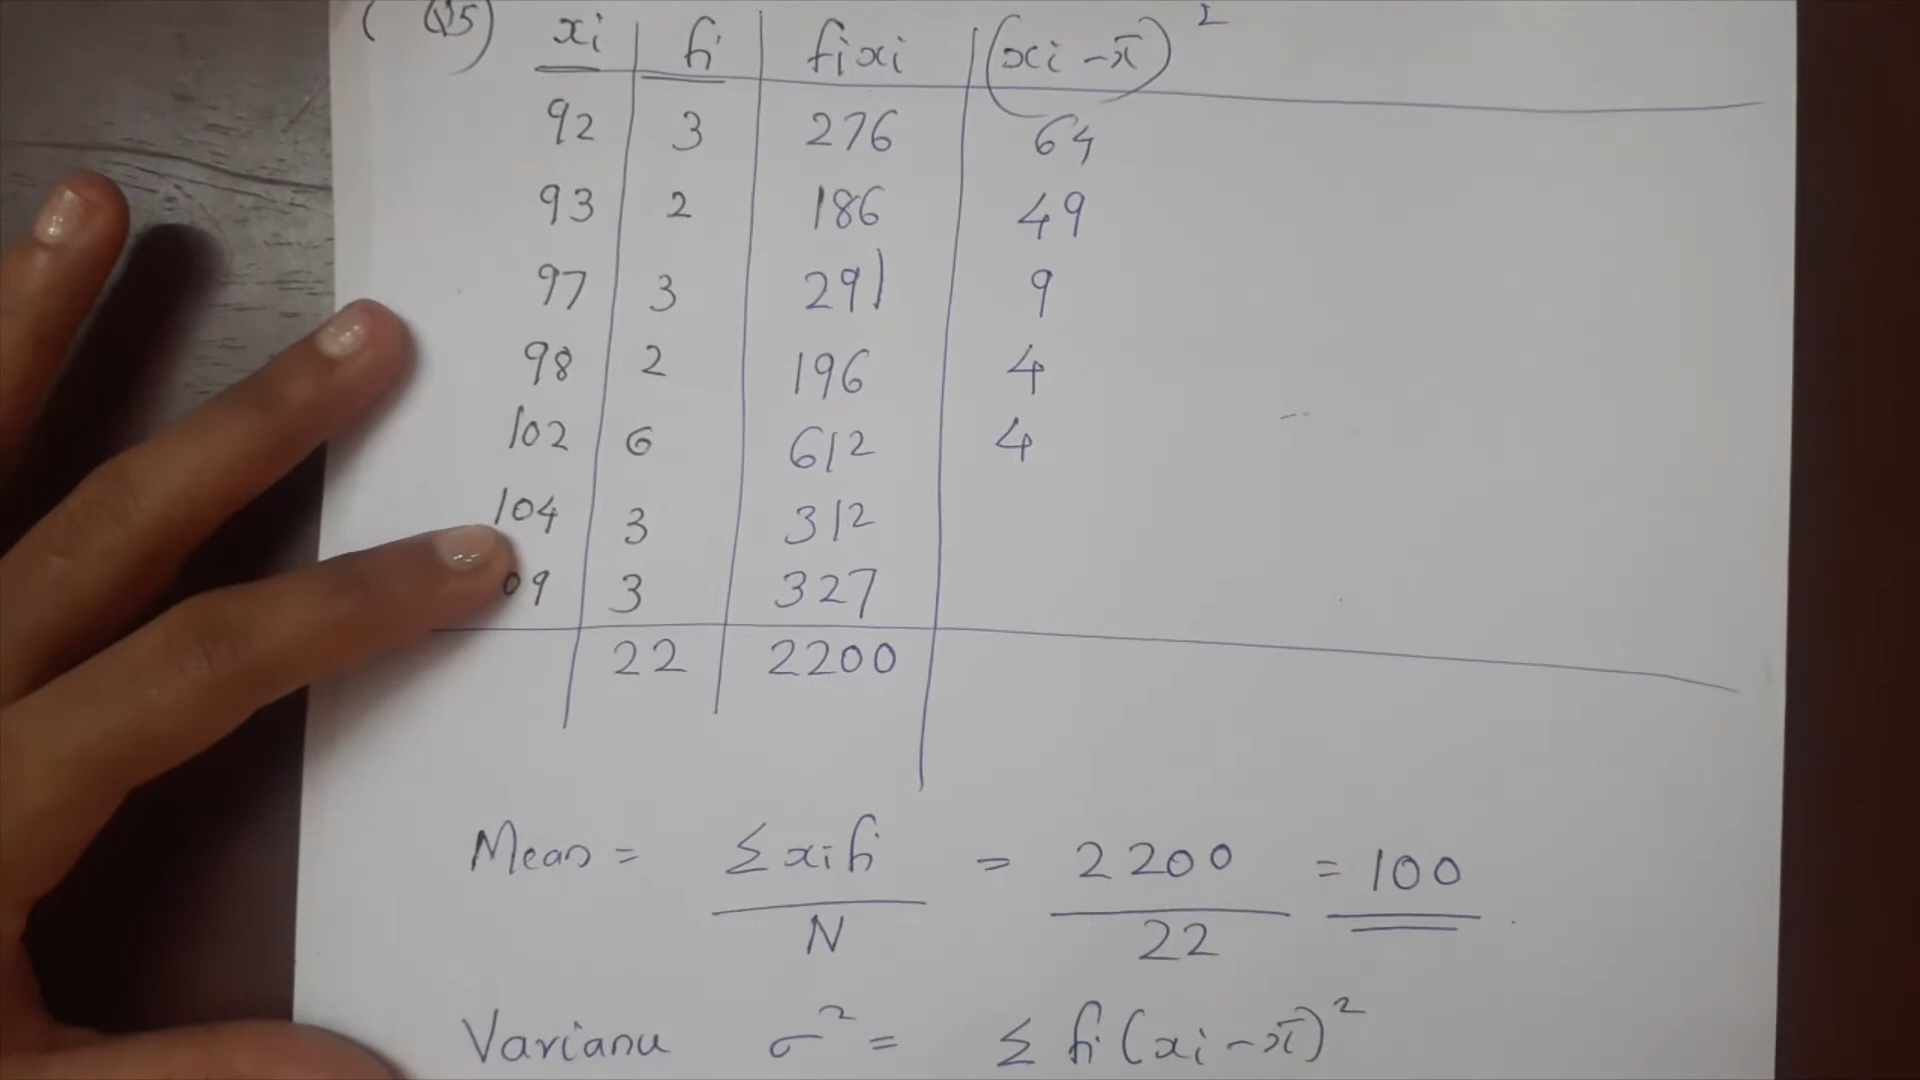 ( Q5) xi fi fixi (xi - x̄)²
92 3 276 64
93 2 186 49
97 3 291 9
98 2 196 4
102 6 612 4
104 3 312
09 3 327
22 2200
Mean = Σxifi / N = 2200 / 22 = 100
Variance σ² = Σ fi (xi - x̄)²